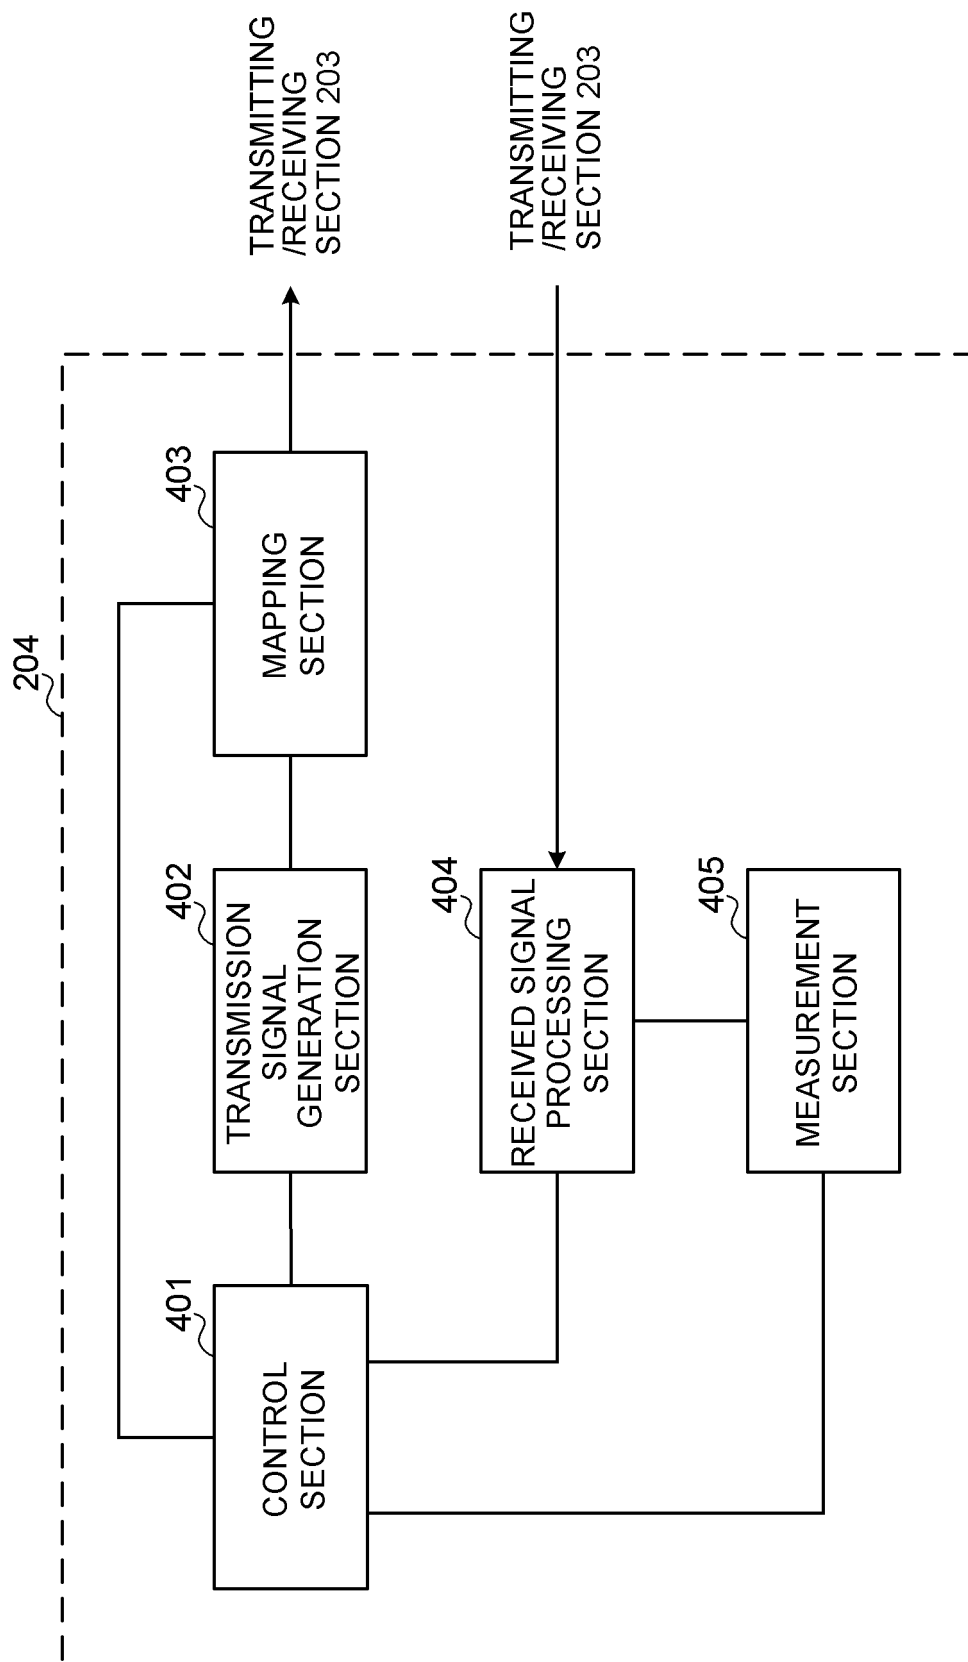 204
401
CONTROL
SECTION
402
TRANSMISSION
SIGNAL
GENERATION
SECTION
403
MAPPING
SECTION
TRANSMITTING
/RECEIVING
SECTION 203
404
RECEIVED SIGNAL
PROCESSING
SECTION
TRANSMITTING
/RECEIVING
SECTION 203
405
MEASUREMENT
SECTION